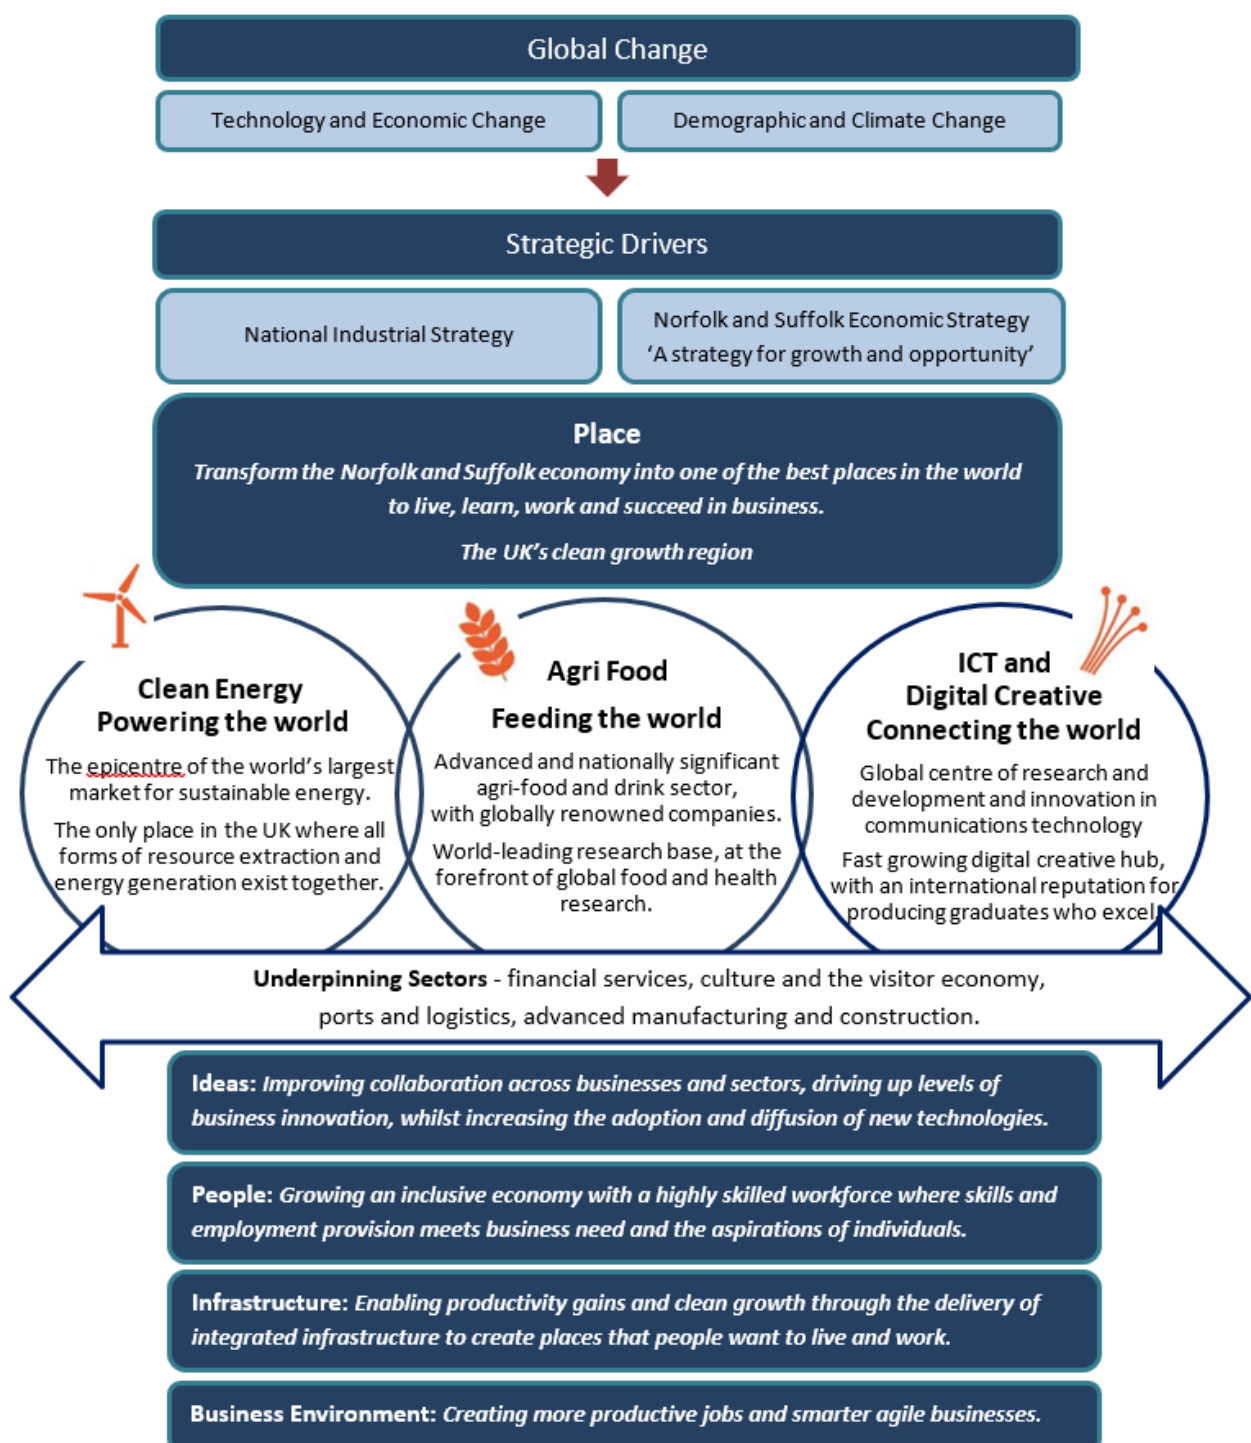 Global Change
Technology and Economic Change
Demographic and Climate Change
Strategic Drivers
National Industrial Strategy
Norfolk and Suffolk Economic Strategy
‘A strategy for growth and opportunity’
Place
Transform the Norfolk and Suffolk economy into one of the best places in the world
to live, learn, work and succeed in business.
The UK’s clean growth region
Clean Energy
Powering the world
The epicentre of the world’s largest
market for sustainable energy.
The only place in the UK where all
forms of resource extraction and
energy generation exist together.
Agri Food
Feeding the world
Advanced and nationally significant
agri-food and drink sector,
with globally renowned companies.
World-leading research base, at the
forefront of global food and health
research.
ICT and
Digital Creative
Connecting the world
Global centre of research and
development and innovation in
communications technology
Fast growing digital creative hub,
with an international reputation for
producing graduates who excel.
Underpinning Sectors - financial services, culture and the visitor economy,
ports and logistics, advanced manufacturing and construction.
Ideas: Improving collaboration across businesses and sectors, driving up levels of
business innovation, whilst increasing the adoption and diffusion of new technologies.
People: Growing an inclusive economy with a highly skilled workforce where skills and
employment provision meets business need and the aspirations of individuals.
Infrastructure: Enabling productivity gains and clean growth through the delivery of
integrated infrastructure to create places that people want to live and work.
Business Environment: Creating more productive jobs and smarter agile businesses.